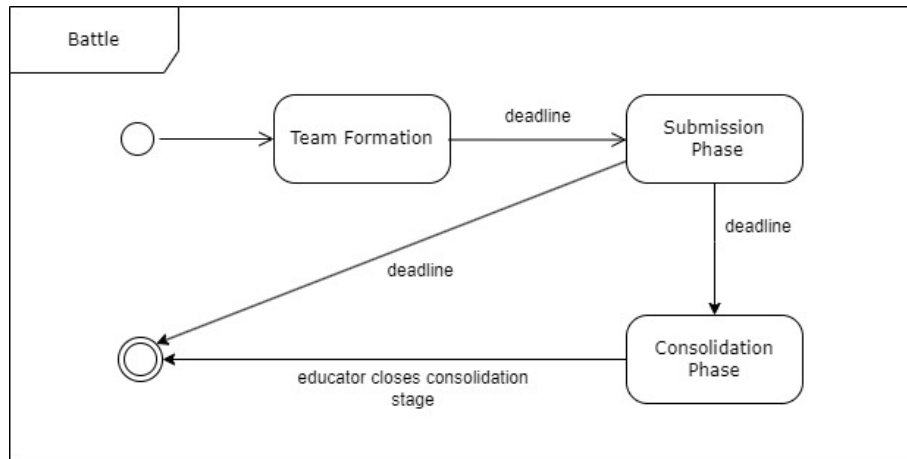 Battle
Team Formation
deadline
Submission
Phase
deadline
deadline
Consolidation
Phase
educator closes consolidation
stage